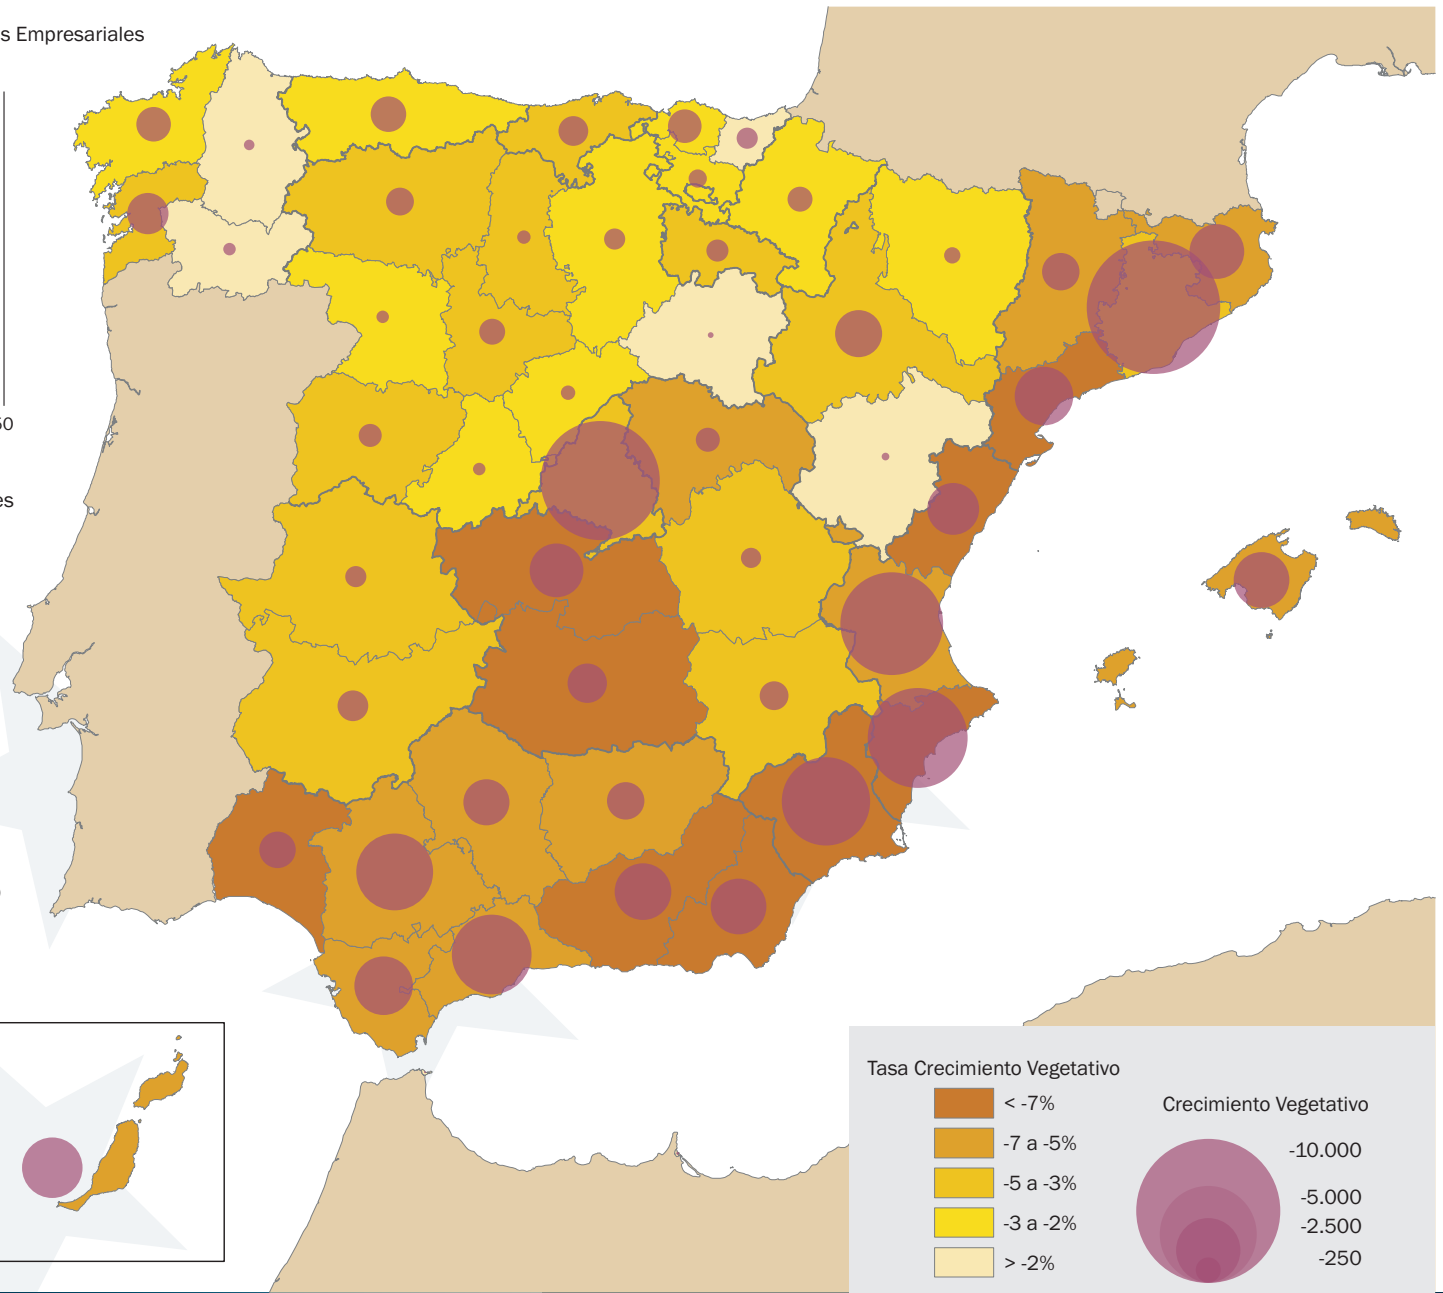 s Empresariales
50
es
Tasa Crecimiento Vegetativo
< -7%
-7 a -5%
-5 a -3%
-3 a -2%
> -2%
Crecimiento Vegetativo
-10.000
-5.000
-2.500
-250